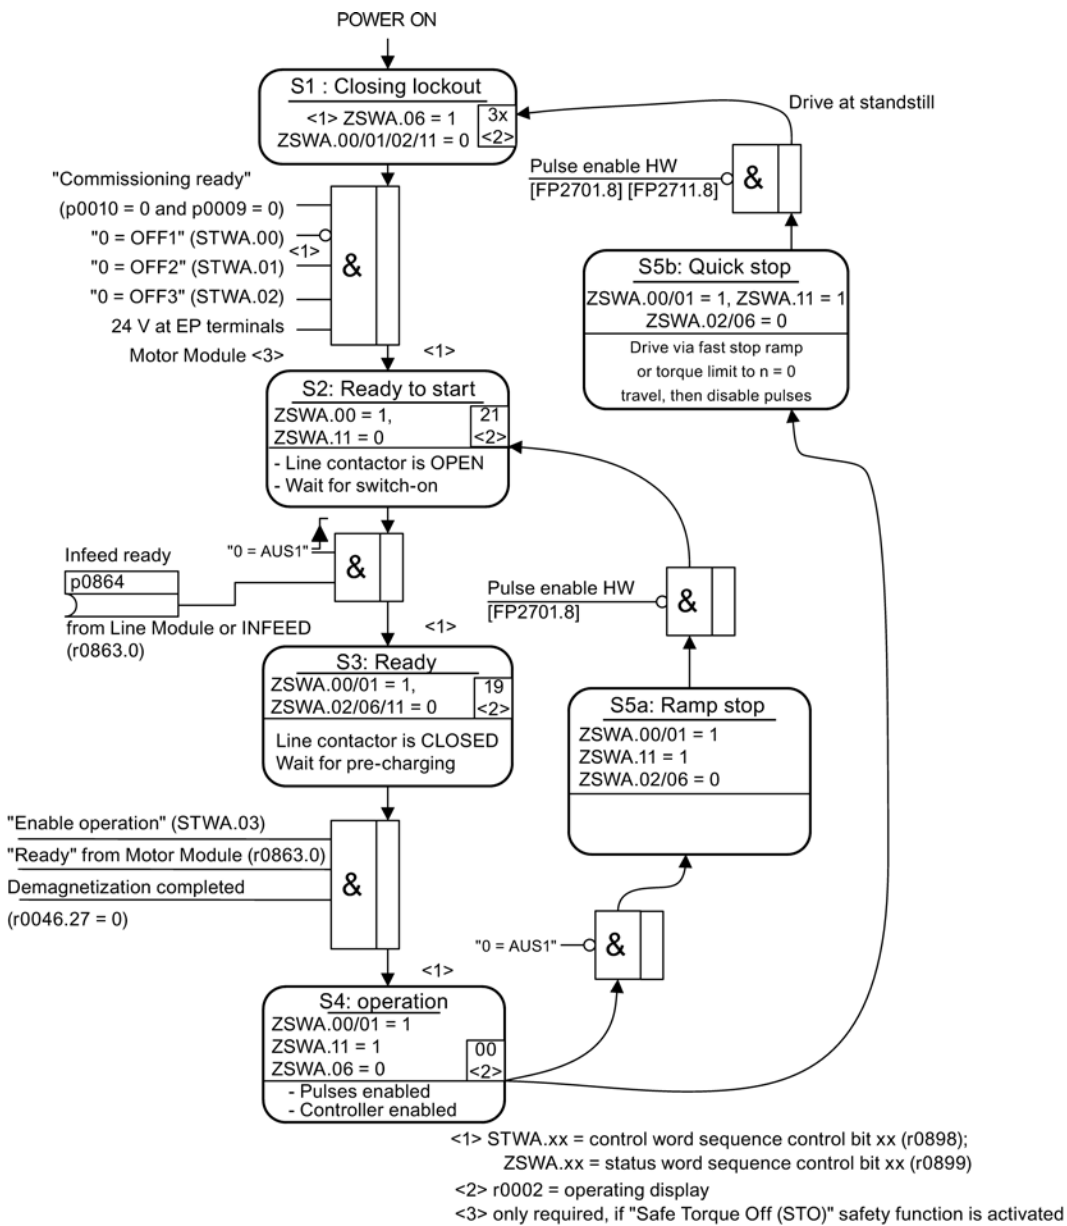 POWER ON
S1 : Closing lockout
<1> ZSWA.06 = 1
ZSWA.00/01/02/11 = 0
3x
<2>
Drive at standstill
Pulse enable HW
[FP2701.8] [FP2711.8]
&
"Commissioning ready"
(p0010 = 0 and p0009 = 0)
"0 = OFF1" (STWA.00)
<1>
"0 = OFF2" (STWA.01)
"0 = OFF3" (STWA.02)
24 V at EP terminals
Motor Module <3>
&
<1>
S5b: Quick stop
ZSWA.00/01 = 1, ZSWA.11 = 1
ZSWA.02/06 = 0
Drive via fast stop ramp
or torque limit to n = 0
travel, then disable pulses
S2: Ready to start
ZSWA.00 = 1,
ZSWA.11 = 0
21
<2>
- Line contactor is OPEN
- Wait for switch-on
"0 = AUS1"
&
Infeed ready
p0864
from Line Module or INFEED
(r0863.0)
<1>
Pulse enable HW
[FP2701.8]
&
S3: Ready
ZSWA.00/01 = 1,
ZSWA.02/06/11 = 0
19
<2>
Line contactor is CLOSED
Wait for pre-charging
S5a: Ramp stop
ZSWA.00/01 = 1
ZSWA.11 = 1
ZSWA.02/06 = 0
"Enable operation" (STWA.03)
"Ready" from Motor Module (r0863.0)
Demagnetization completed
(r0046.27 = 0)
&
<1>
"0 = AUS1"
&
S4: operation
ZSWA.00/01 = 1
ZSWA.11 = 1
ZSWA.06 = 0
00
<2>
- Pulses enabled
- Controller enabled
<1> STWA.xx = control word sequence control bit xx (r0898);
ZSWA.xx = status word sequence control bit xx (r0899)
<2> r0002 = operating display
<3> only required, if "Safe Torque Off (STO)" safety function is activated